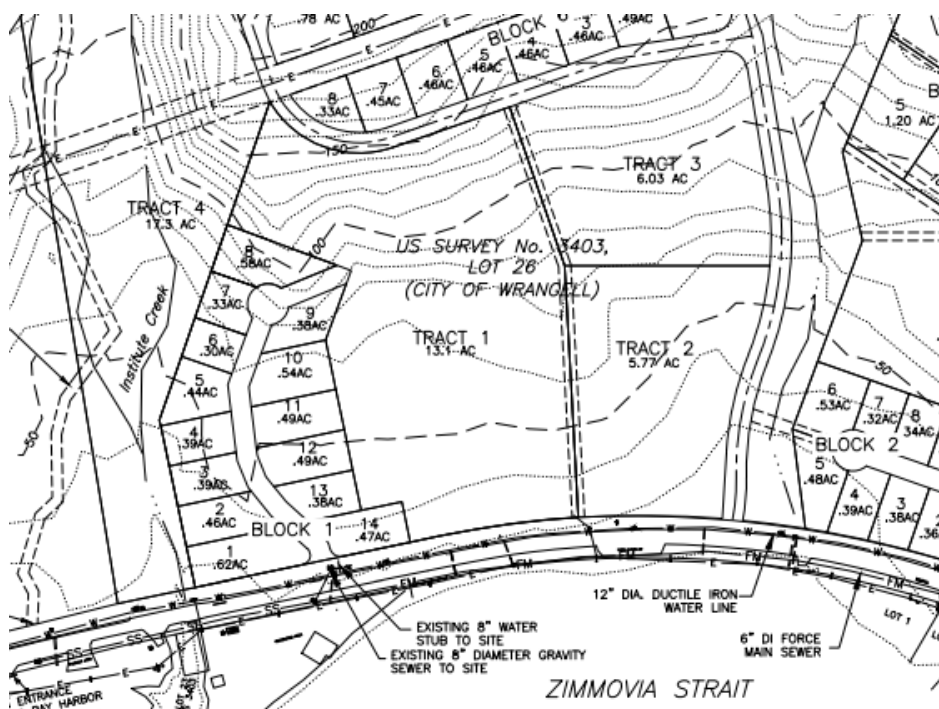 .78 AC
200
BLOCK
3
.46AC
.49AC
4
.46AC
5
.46AC
6
.46AC
7
.45AC
8
.33AC
150
5
1.20 AC
TRACT 3
6.03 AC
TRACT 4
17.3 AC
8
.58AC
100
US SURVEY No. 3403,
LOT 26
(CITY OF WRANGELL)
7
.33AC
9
.38AC
Institute Creek
6
.30AC
10
.54AC
TRACT 1
13.1 AC
TRACT 2
5.77 AC
5
.44AC
11
.49AC
50
6
.53AC
7
.32AC
8
.34AC
50
4
.39AC
12
.49AC
BLOCK 2
3
.39AC
13
.38AC
5
.48AC
4
.39AC
3
.38AC
.36
2
.46AC
BLOCK 1
14
.47AC
1
.62AC
12" DIA. DUCTILE IRON
WATER LINE
EXISTING 8" WATER
STUB TO SITE
EXISTING 8" DIAMETER GRAVITY
SEWER TO SITE
6" DI FORCE
MAIN SEWER
LOT 1
ENTRANCE
BAY HARBOR
ZIMMOVIA STRAIT